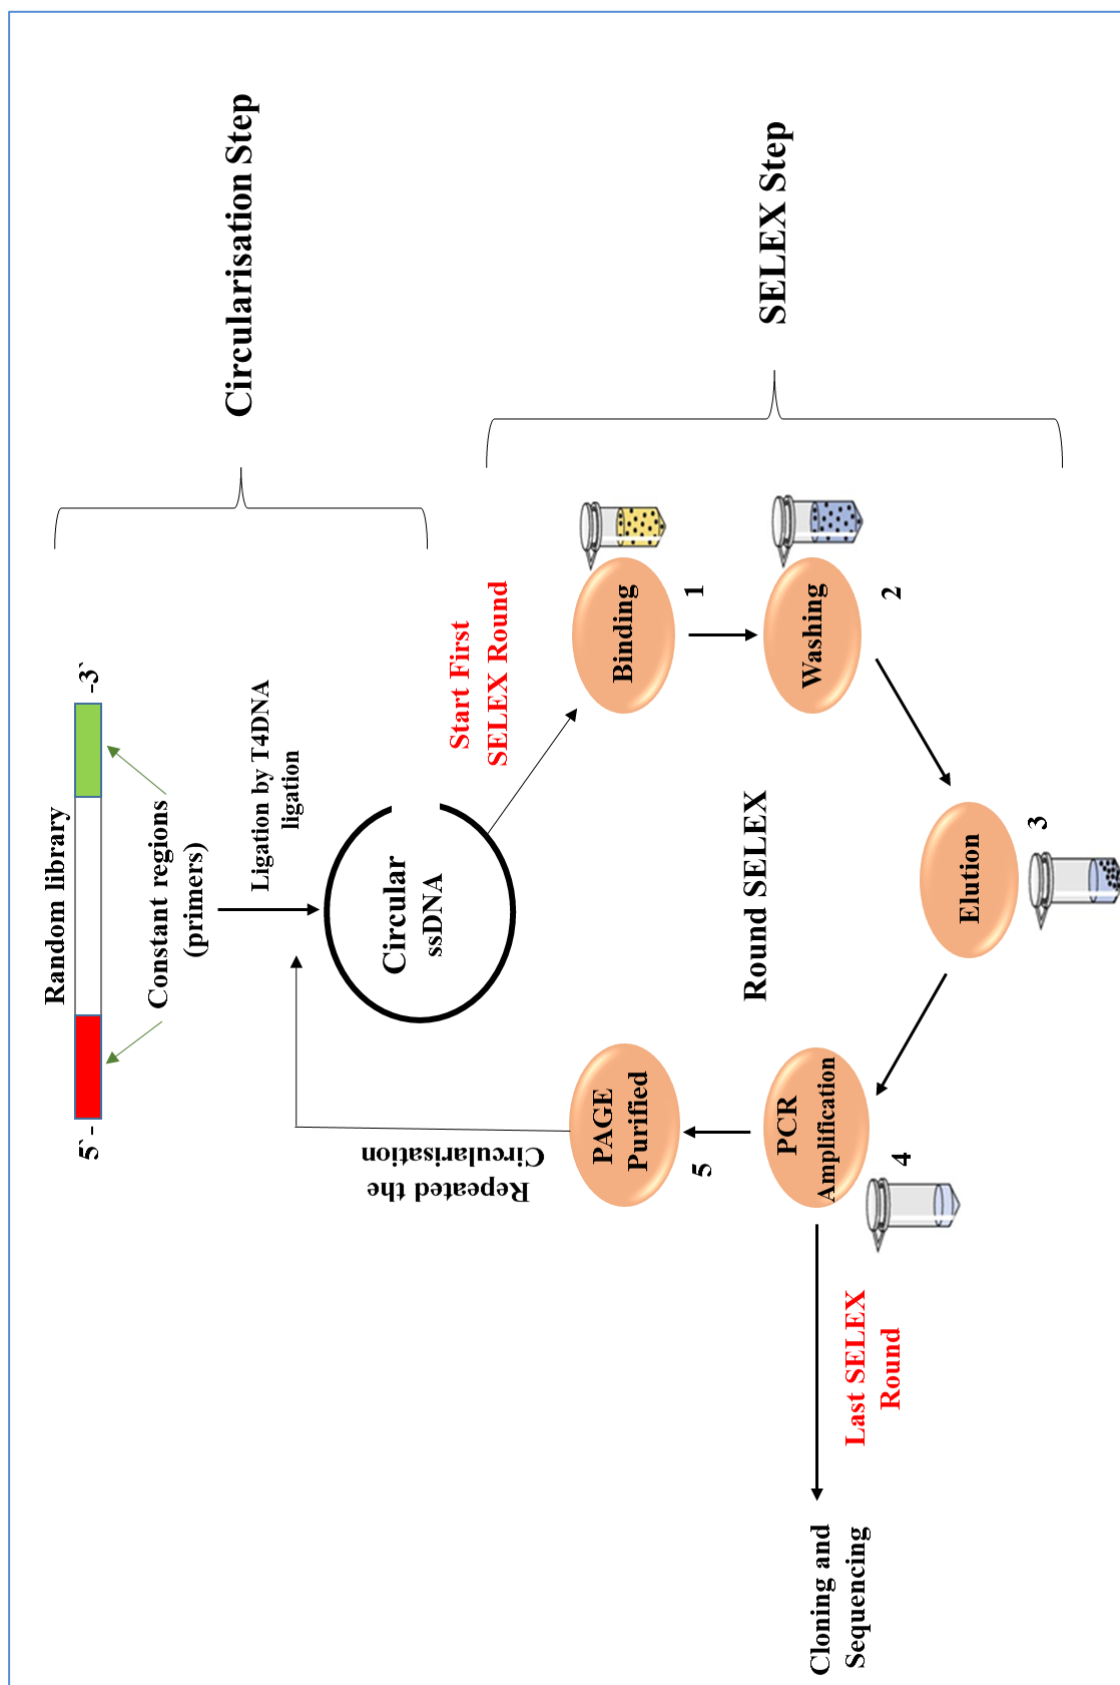 Random library
5` -
-3`
Constant regions
(primers)
Ligation by T4DNA
ligation
Circularisation Step
Circular
ssDNA
Start First
SELEX Round
Repeated the
Circularisation
PAGE
Purified
5
Binding
1
Round SELEX
SELEX Step
PCR
Amplification
4
Washing
2
Elution
3
Last SELEX
Round
Cloning and
Sequencing